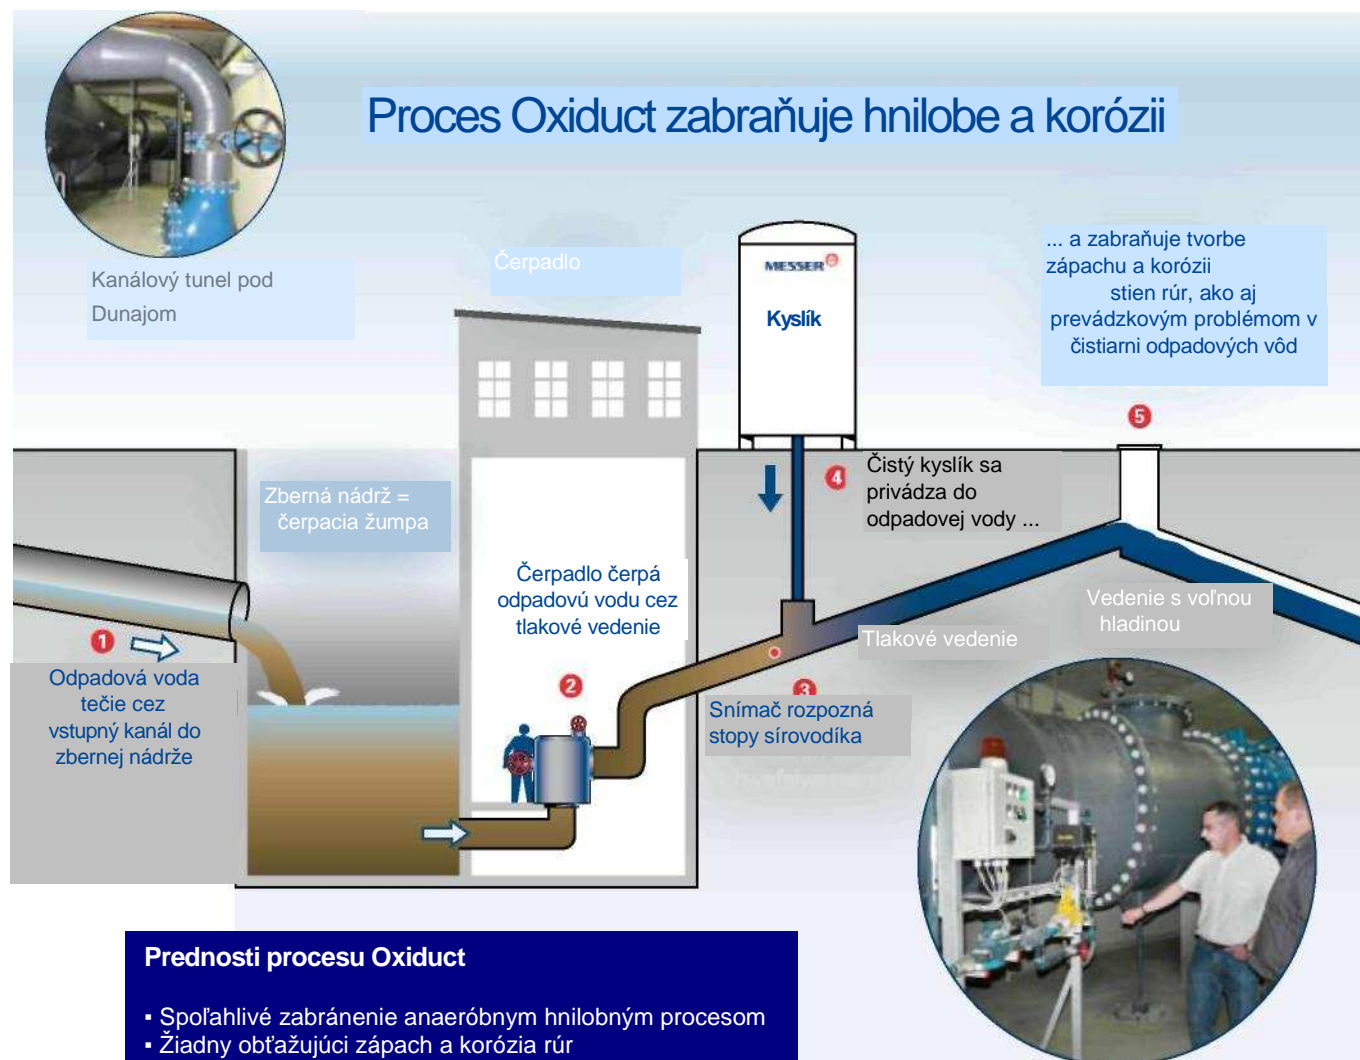 Proces Oxiduct zabraňuje hnilobe a korózii
Kanálový tunel pod
Dunajom
Čerpadlo
MESSER
Kyslík
... a zabraňuje tvorbe
zápachu a korózii
stien rúr, ako aj
prevádzkovým problémom v
čistiarni odpadových vôd
5
Zberná nádrž =
čerpacia žumpa
4
Čistý kyslík sa
privádza do
odpadovej vody ...
Čerpadlo čerpá
odpadovú vodu cez
tlakové vedenie
Vedenie s voľnou
hladinou
Tlakové vedenie
1
Odpadová voda
tečie cez
vstupný kanál do
zbernej nádrže
2
3
Snímač rozpozná
stopy sírovodíka
Prednosti procesu Oxiduct
▪ Spoľahlivé zabránenie anaeróbnym hnilobným procesom
▪ Žiadny obťažujúci zápach a korózia rúr